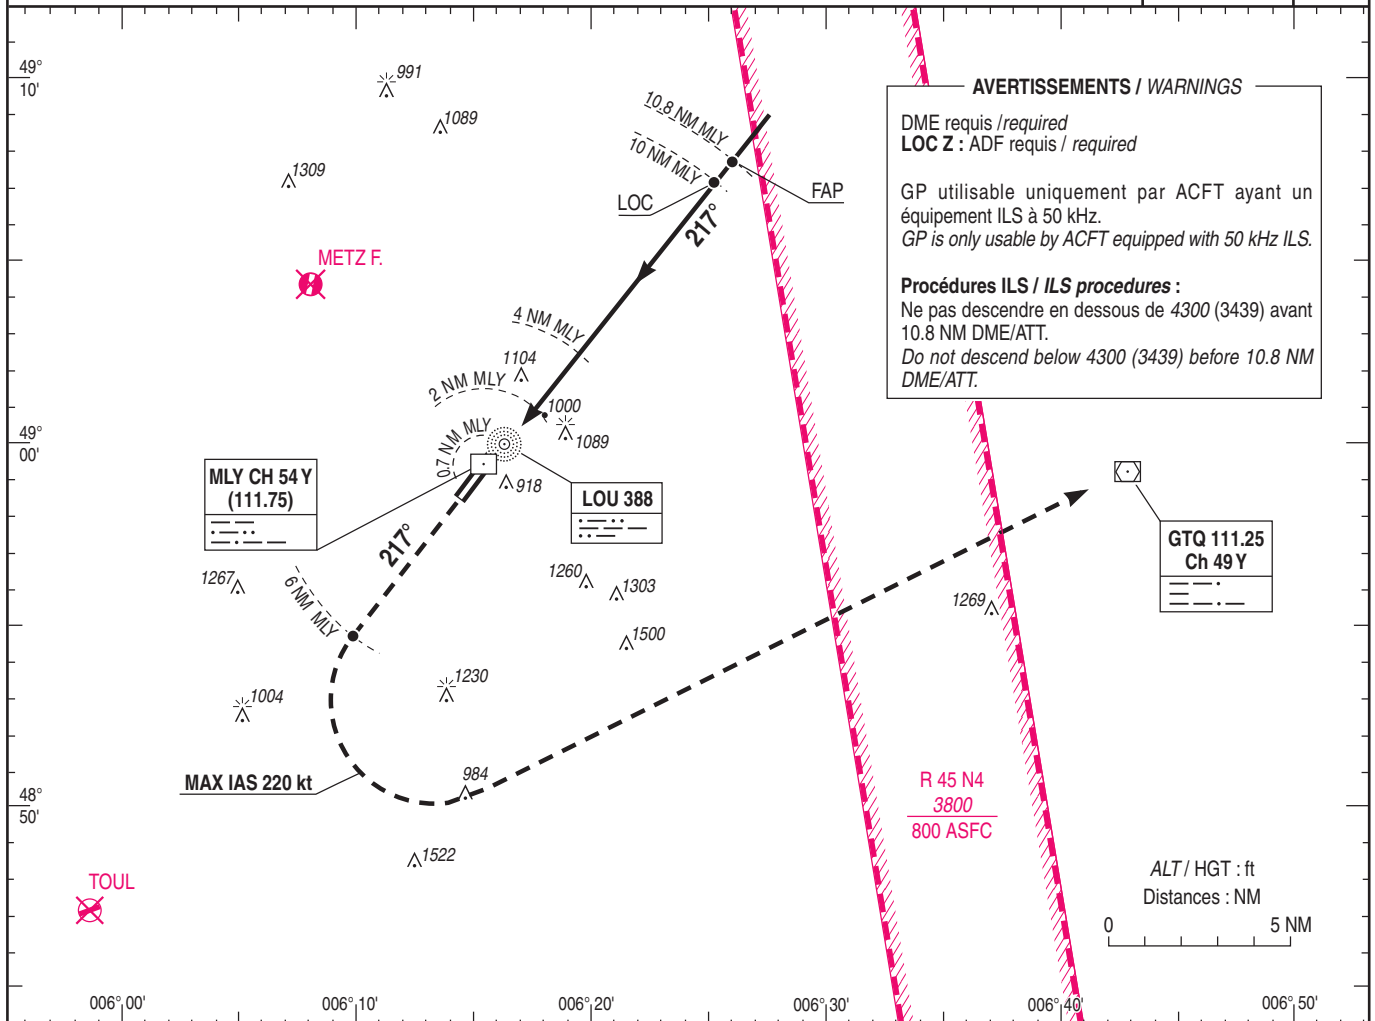 49°
10'
991
1089
1309
METZ F.
10.8 NM MLY
10 NM MLY
LOC
FAP
217°
4 NM MLY
1104
2 NM MLY
1000
1089
0.7 NM MLY
49°
00'
918
MLY CH 54 Y
(111.75)
LOU 388
217°
1267
6 NM MLY
1260
1303
1500
1230
1004
MAX IAS 220 kt
984
48°
50'
1522
TOUL
AVERTISSEMENTS / WARNINGS
DME requis /required
LOC Z : ADF requis / required
GP utilisable uniquement par ACFT ayant un
équipement ILS à 50 kHz.
GP is only usable by ACFT equipped with 50 kHz ILS.
Procédures ILS / ILS procedures :
Ne pas descendre en dessous de 4300 (3439) avant
10.8 NM DME/ATT.
Do not descend below 4300 (3439) before 10.8 NM
DME/ATT.
GTQ 111.25
Ch 49 Y
1269
R 45 N4
3800
800 ASFC
ALT / HGT : ft
Distances : NM
0 5 NM
006° 00' 006° 10' 006° 20' 006° 30' 006° 40' 006° 50'